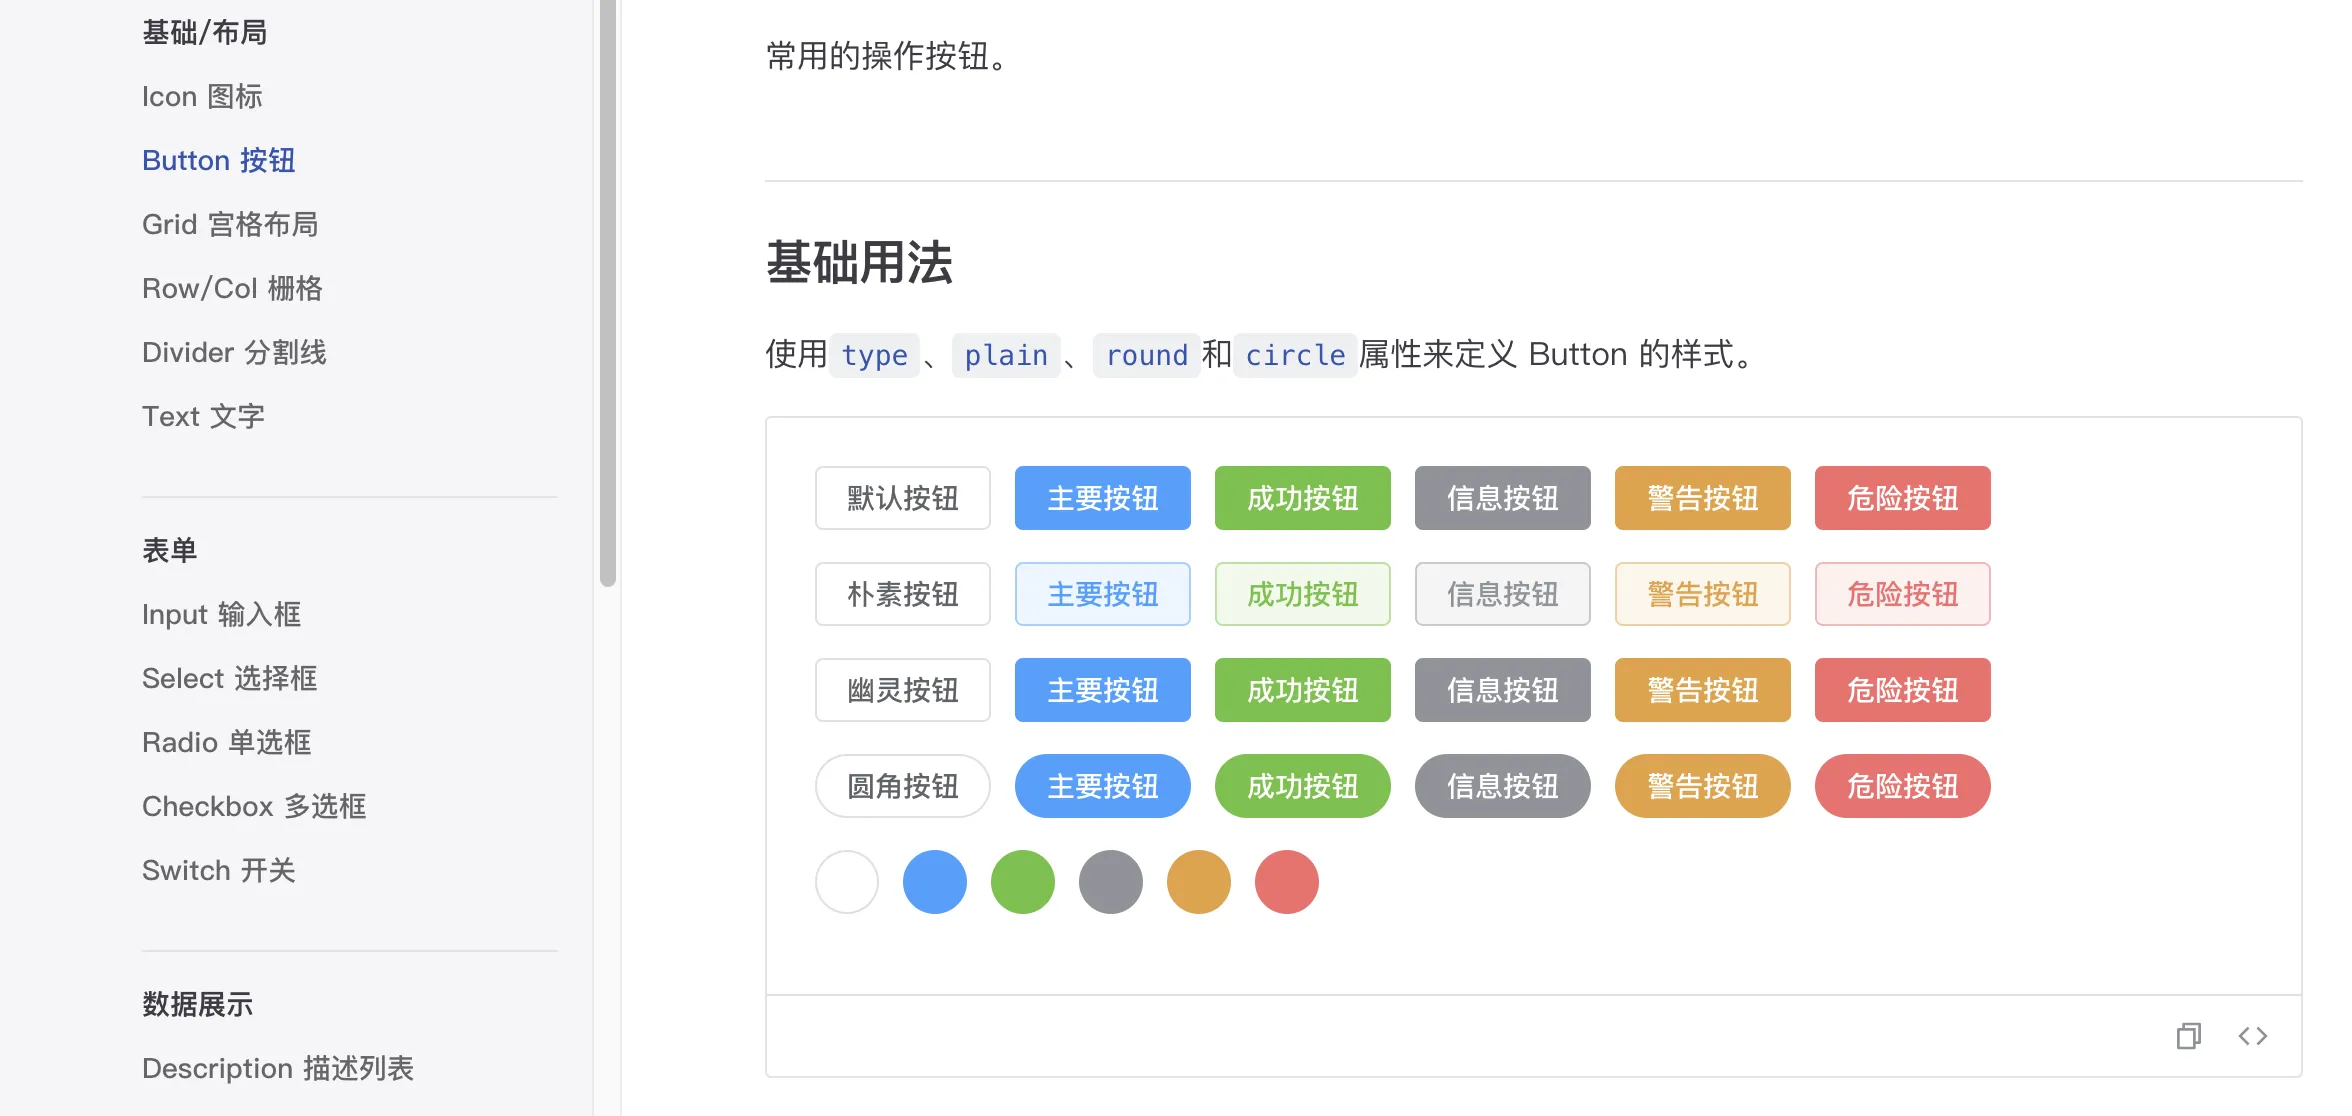 基础/布局
Icon 图标
Button 按钮
Grid 宫格布局
Row/Col 栅格
Divider 分割线
Text 文字
表单
Input 输入框
Select 选择框
Radio 单选框
Checkbox 多选框
Switch 开关
数据展示
Description 描述列表
常用的操作按钮。
基础用法
使用 type 、 plain 、 round 和 circle 属性来定义 Button 的样式。
默认按钮 主要按钮 成功按钮 信息按钮 警告按钮 危险按钮
朴素按钮 主要按钮 成功按钮 信息按钮 警告按钮 危险按钮
幽灵按钮 主要按钮 成功按钮 信息按钮 警告按钮 危险按钮
圆角按钮 主要按钮 成功按钮 信息按钮 警告按钮 危险按钮